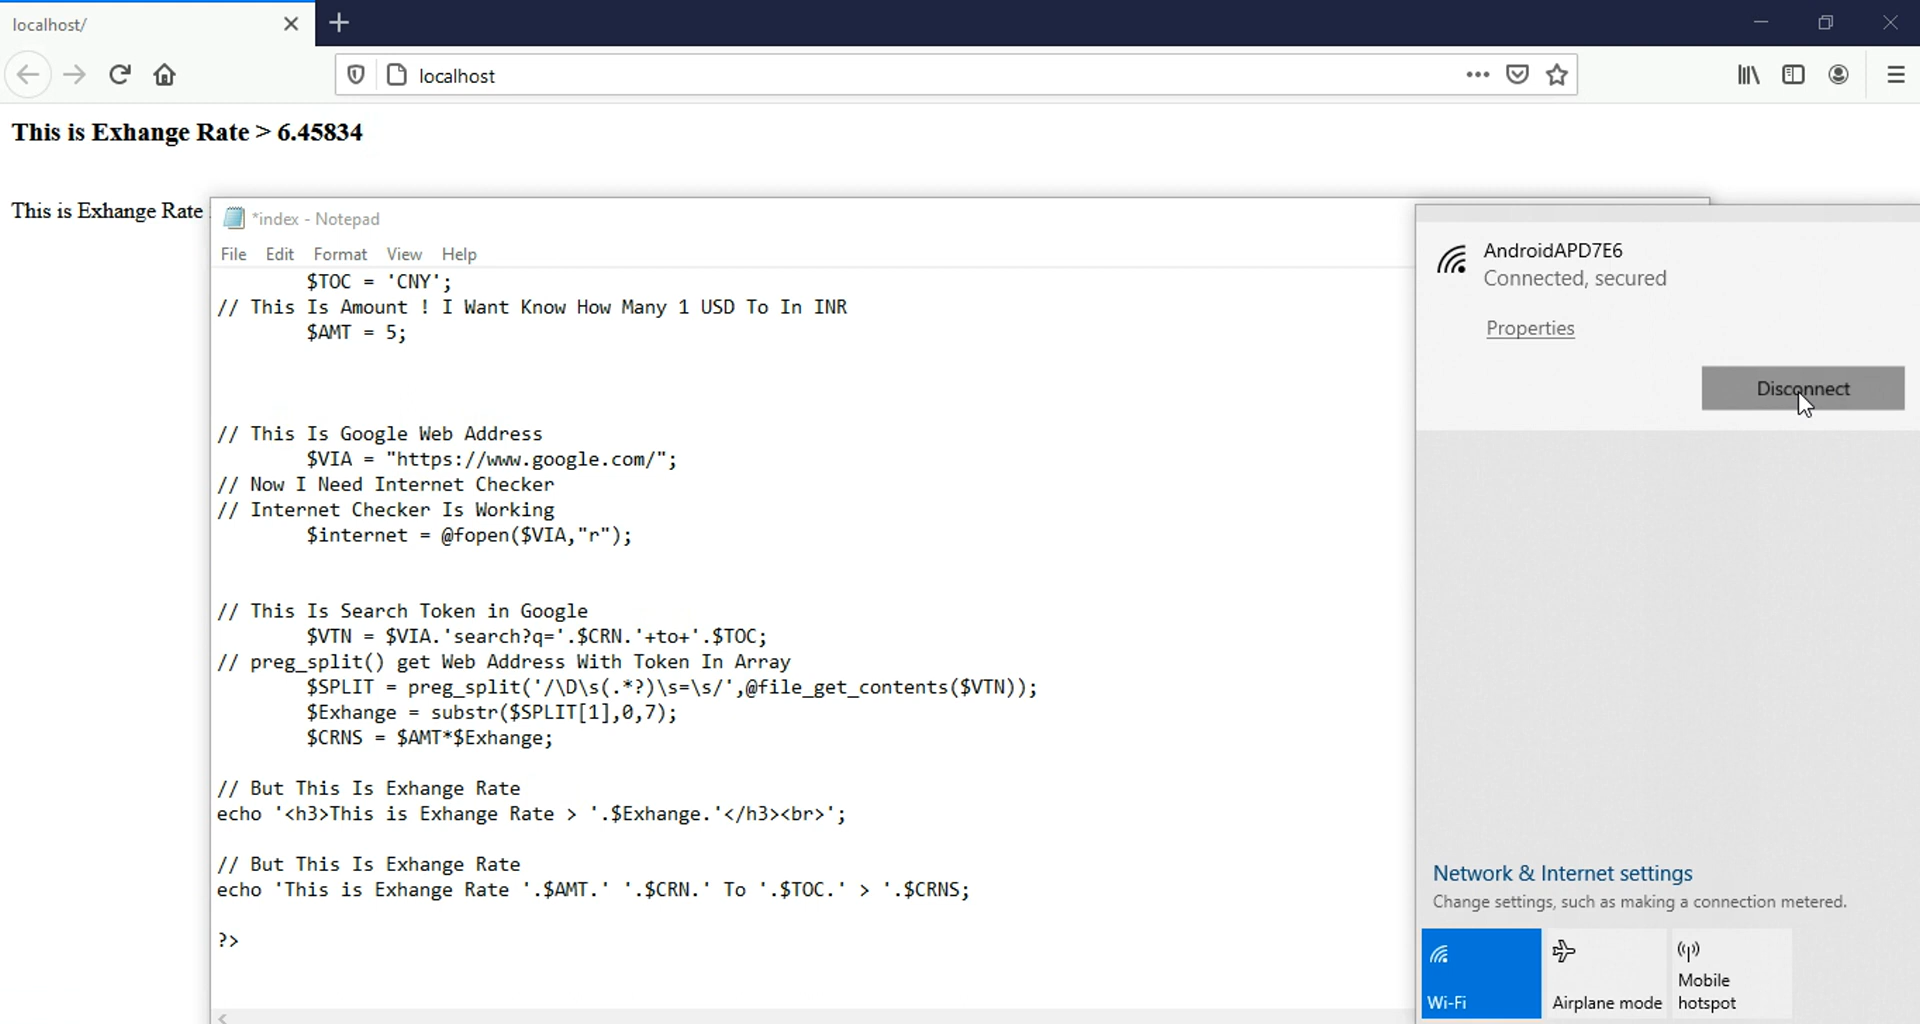 localhost/
localhost
This is Exhange Rate > 6.45834
This is Exhange Rate
*index - Notepad
File Edit Format View Help
$TOC = 'CNY';
// This Is Amount ! I Want Know How Many 1 USD To In INR
$AMT = 5;
// This Is Google Web Address
$VIA = "https://www.google.com/";
// Now I Need Internet Checker
// Internet Checker Is Working
$internet = @fopen($VIA,"r");
// This Is Search Token in Google
$VTN = $VIA.'search?q='.$CRN.'+to+'.$TOC;
// preg_split() get Web Address With Token In Array
$SPLIT = preg_split('/\D\s(.*?)\s=\s/',@file_get_contents($VTN));
$Exhange = substr($SPLIT[1],0,7);
$CRNS = $AMT*$Exhange;
// But This Is Exhange Rate
echo '<h3>This is Exhange Rate > '.$Exhange.'</h3><br>';
// But This Is Exhange Rate
echo 'This is Exhange Rate '.$AMT.' '.$CRN.' To '.$TOC.' > '.$CRNS;
?>
AndroidAPD7E6
Connected, secured
Properties
Disconnect
Network & Internet settings
Change settings, such as making a connection metered.
Wi-Fi
Airplane mode
Mobile
hotspot